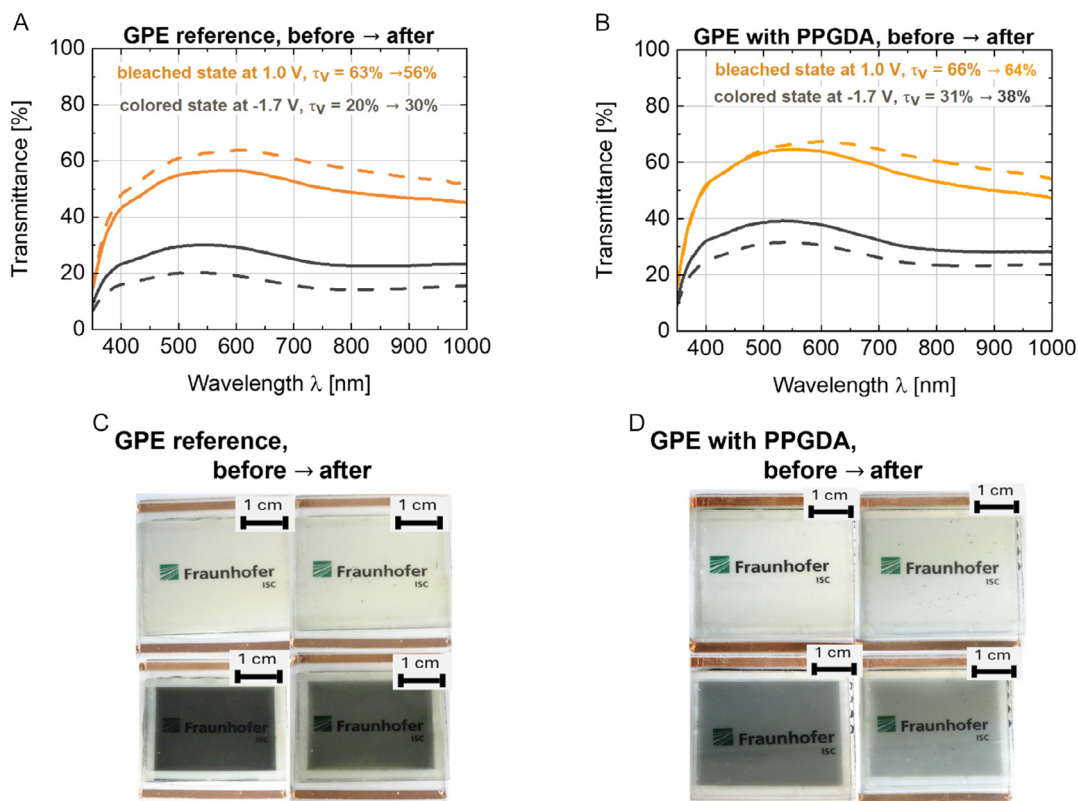 A
GPE reference, before → after
bleached state at 1.0 V, τv = 63% →56%
colored state at -1.7 V, τv = 20% → 30%
100
80
60
40
20
0
Transmittance [%]
400 500 600 700 800 900 1000
Wavelength λ [nm]
B
GPE with PPGDA, before → after
bleached state at 1.0 V, τv = 66% → 64%
colored state at -1.7 V, τv = 31% → 38%
100
80
60
40
20
0
Transmittance [%]
400 500 600 700 800 900 1000
Wavelength λ [nm]
C
GPE reference,
before → after
1 cm
1 cm
Fraunhofer
ISC
Fraunhofer
ISC
1 cm
1 cm
Fraunhofer
ISC
Fraunhofer
ISC
D
GPE with PPGDA,
before → after
1 cm
1 cm
Fraunhofer
ISC
Fraunhofer
ISC
1 cm
1 cm
Fraunhofer
ISC
Fraunhofer
ISC